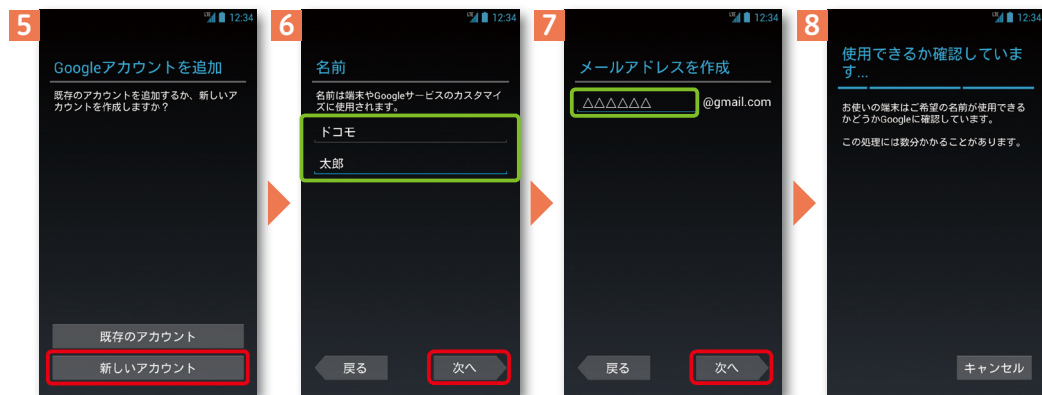 5
12:34
Googleアカウントを追加
既存のアカウントを追加するか、新しいア
カウントを作成しますか？
既存のアカウント
新しいアカウント
6
12:34
名前
名前は端末やGoogleサービスのカスタマイ
ズに使用されます。
ドコモ
太郎
戻る
次へ
7
12:34
メールアドレスを作成
△△△△△△ @gmail.com
戻る
次へ
8
12:34
使用できるか確認していま
す...
お使いの端末はご希望の名前が使用できる
かどうかGoogleに確認しています。
この処理には数分かかることがあります。
キャンセル